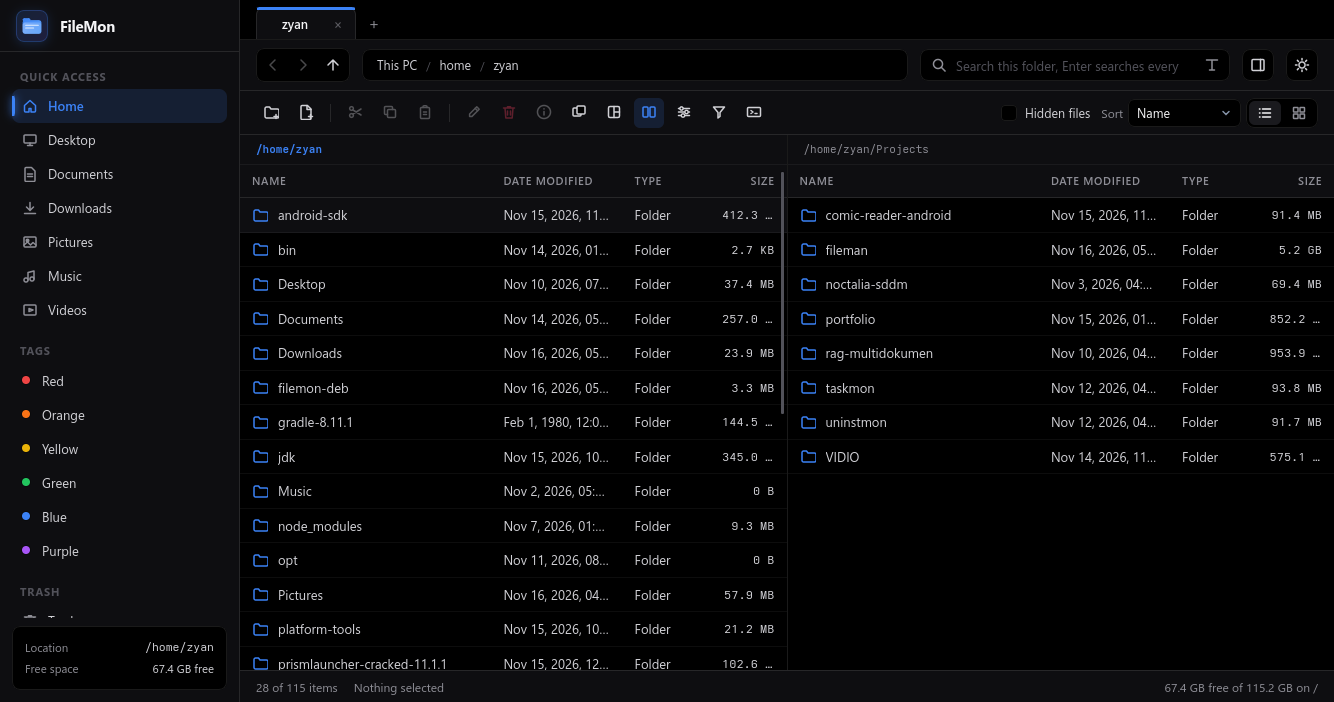 FileMon
QUICK ACCESS
Home
Desktop
Documents
Downloads
Pictures
Music
Videos
TAGS
Red
Orange
Yellow
Green
Blue
Purple
TRASH
Location /home/zyan
Free space 67.4 GB free
zyan × +
This PC / home / zyan
Search this folder, Enter searches every
Hidden files Sort Name
/home/zyan
NAME DATE MODIFIED TYPE SIZE
android-sdk Nov 15, 2026, 11... Folder 412.3 …
bin Nov 14, 2026, 01... Folder 2.7 KB
Desktop Nov 10, 2026, 07... Folder 37.4 MB
Documents Nov 14, 2026, 05... Folder 257.0 …
Downloads Nov 16, 2026, 05... Folder 23.9 MB
filemon-deb Nov 16, 2026, 05... Folder 3.3 MB
gradle-8.11.1 Feb 1, 1980, 12:0... Folder 144.5 …
jdk Nov 15, 2026, 10... Folder 345.0 …
Music Nov 2, 2026, 05:... Folder 0 B
node_modules Nov 7, 2026, 01:... Folder 9.3 MB
opt Nov 11, 2026, 08... Folder 0 B
Pictures Nov 16, 2026, 04... Folder 57.9 MB
platform-tools Nov 15, 2026, 10... Folder 21.2 MB
prismlauncher-cracked-11.1.1 Nov 15, 2026, 12... Folder 102.6 …
/home/zyan/Projects
NAME DATE MODIFIED TYPE SIZE
comic-reader-android Nov 15, 2026, 11... Folder 91.4 MB
fileman Nov 16, 2026, 05... Folder 5.2 GB
noctalia-sddm Nov 3, 2026, 04:... Folder 69.4 MB
portfolio Nov 15, 2026, 01... Folder 852.2 …
rag-multidokumen Nov 10, 2026, 04... Folder 953.9 …
taskmon Nov 12, 2026, 04... Folder 93.8 MB
uninstmon Nov 12, 2026, 04... Folder 91.7 MB
VIDIO Nov 14, 2026, 11... Folder 575.1 …
28 of 115 items Nothing selected
67.4 GB free of 115.2 GB on /